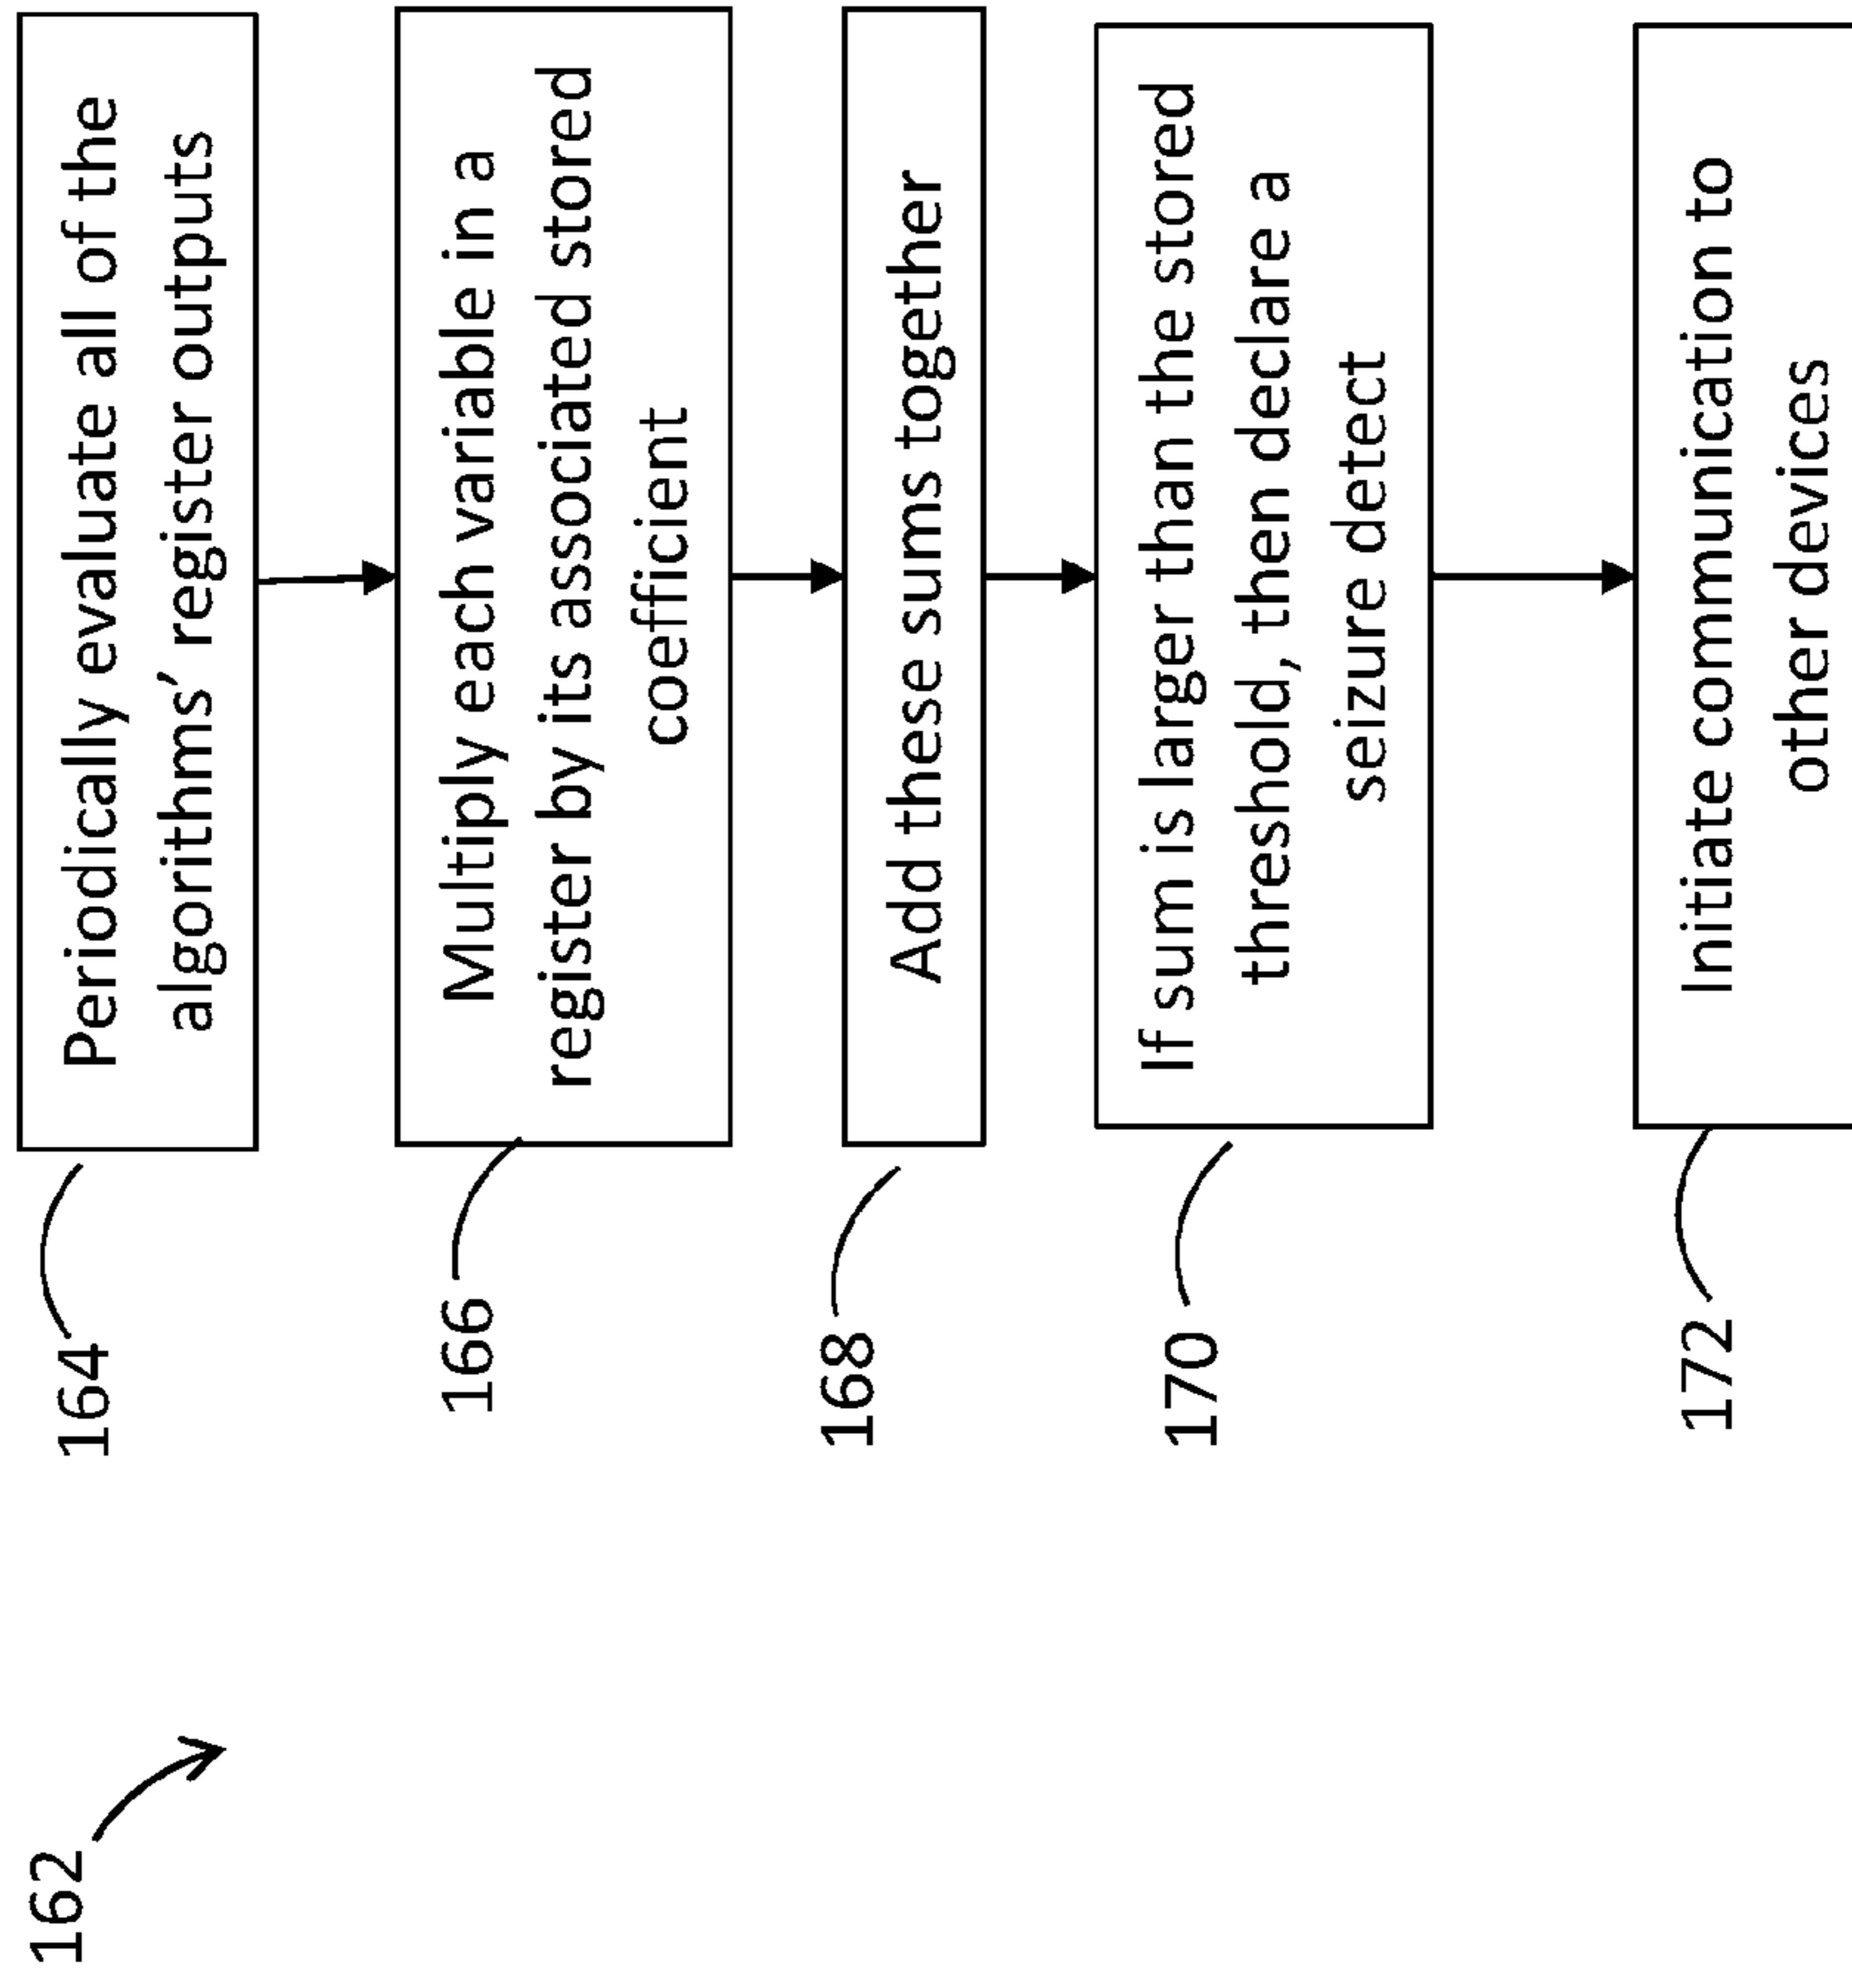 162
164
Periodically evaluate all of the
algorithms’ register outputs
166
Multiply each variable in a
register by its associated stored
coefficient
168
Add these sums together
170
If sum is larger than the stored
threshold, then declare a
seizure detect
172
Initiate communication to
other devices